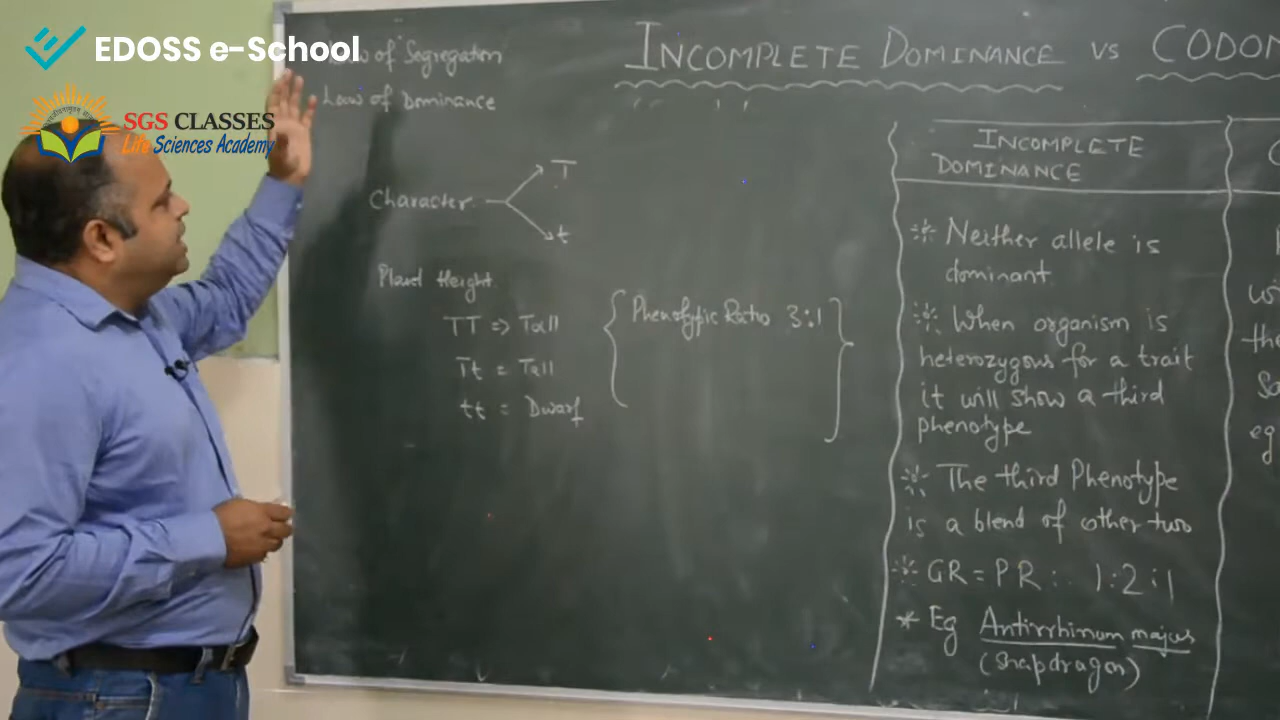 EDOSS e-School
SGS CLASSES
Life Sciences Academy
of Segregation
Law of Dominance
INCOMPLETE DOMINANCE VS CODOM
Character
T
t
Plant Height
TT => Tall
Tt = Tall
tt = Dwarf
Phenotypic Ratio 3:1
INCOMPLETE
DOMINANCE
Neither allele is
dominant
When organism is
heterozygous for a trait
it will show a third
phenotype
The third Phenotype
is a blend of other two
GR = PR : 1:2:1
* Eg Antirrhinum majus
(Snapdragon)
the
eg